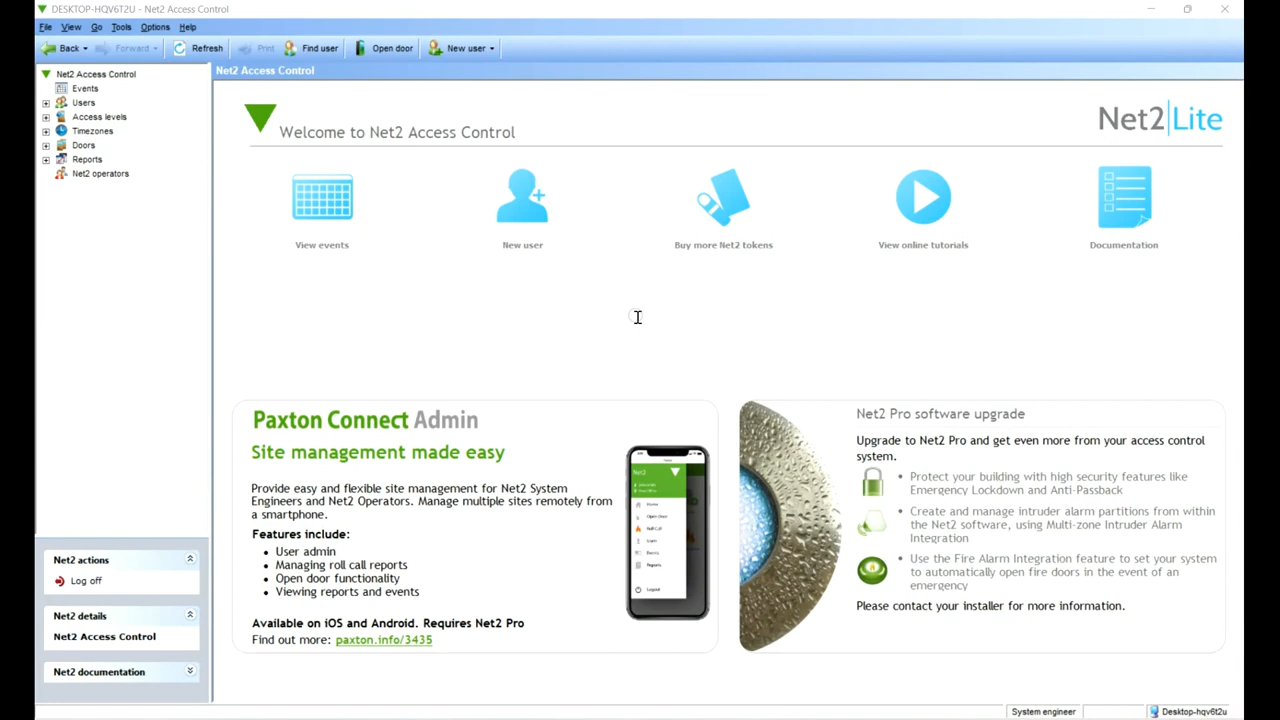 DESKTOP-HQV6T2U - Net2 Access Control
File View Go Tools Options Help
Back Forward Refresh Print Find user Open door New user
Net2 Access Control
Events
Users
Access levels
Timezones
Doors
Reports
Net2 operators
Net2 actions
Log off
Net2 details
Net2 Access Control
Net2 documentation
Net2 Access Control
Welcome to Net2 Access Control
Net2 Lite
View events
New user
Buy more Net2 tokens
View online tutorials
Documentation
Paxton Connect Admin
Site management made easy
Provide easy and flexible site management for Net2 System
Engineers and Net2 Operators. Manage multiple sites remotely from
a smartphone.
Features include:
• User admin
• Managing roll call reports
• Open door functionality
• Viewing reports and events
Available on iOS and Android. Requires Net2 Pro
Find out more: paxton.info/3435
Net2
Home
Open Door
Roll Call
Users
Events
Reports
Logout
Net2 Pro software upgrade
Upgrade to Net2 Pro and get even more from your access control
system.
• Protect your building with high security features like
Emergency Lockdown and Anti-Passback
• Create and manage intruder alarm partitions from within
the Net2 software, using Multi-zone Intruder Alarm
Integration
• Use the Fire Alarm Integration feature to set your system
to automatically open fire doors in the event of an
emergency
Please contact your installer for more information.
System engineer
Desktop-hqv6t2u